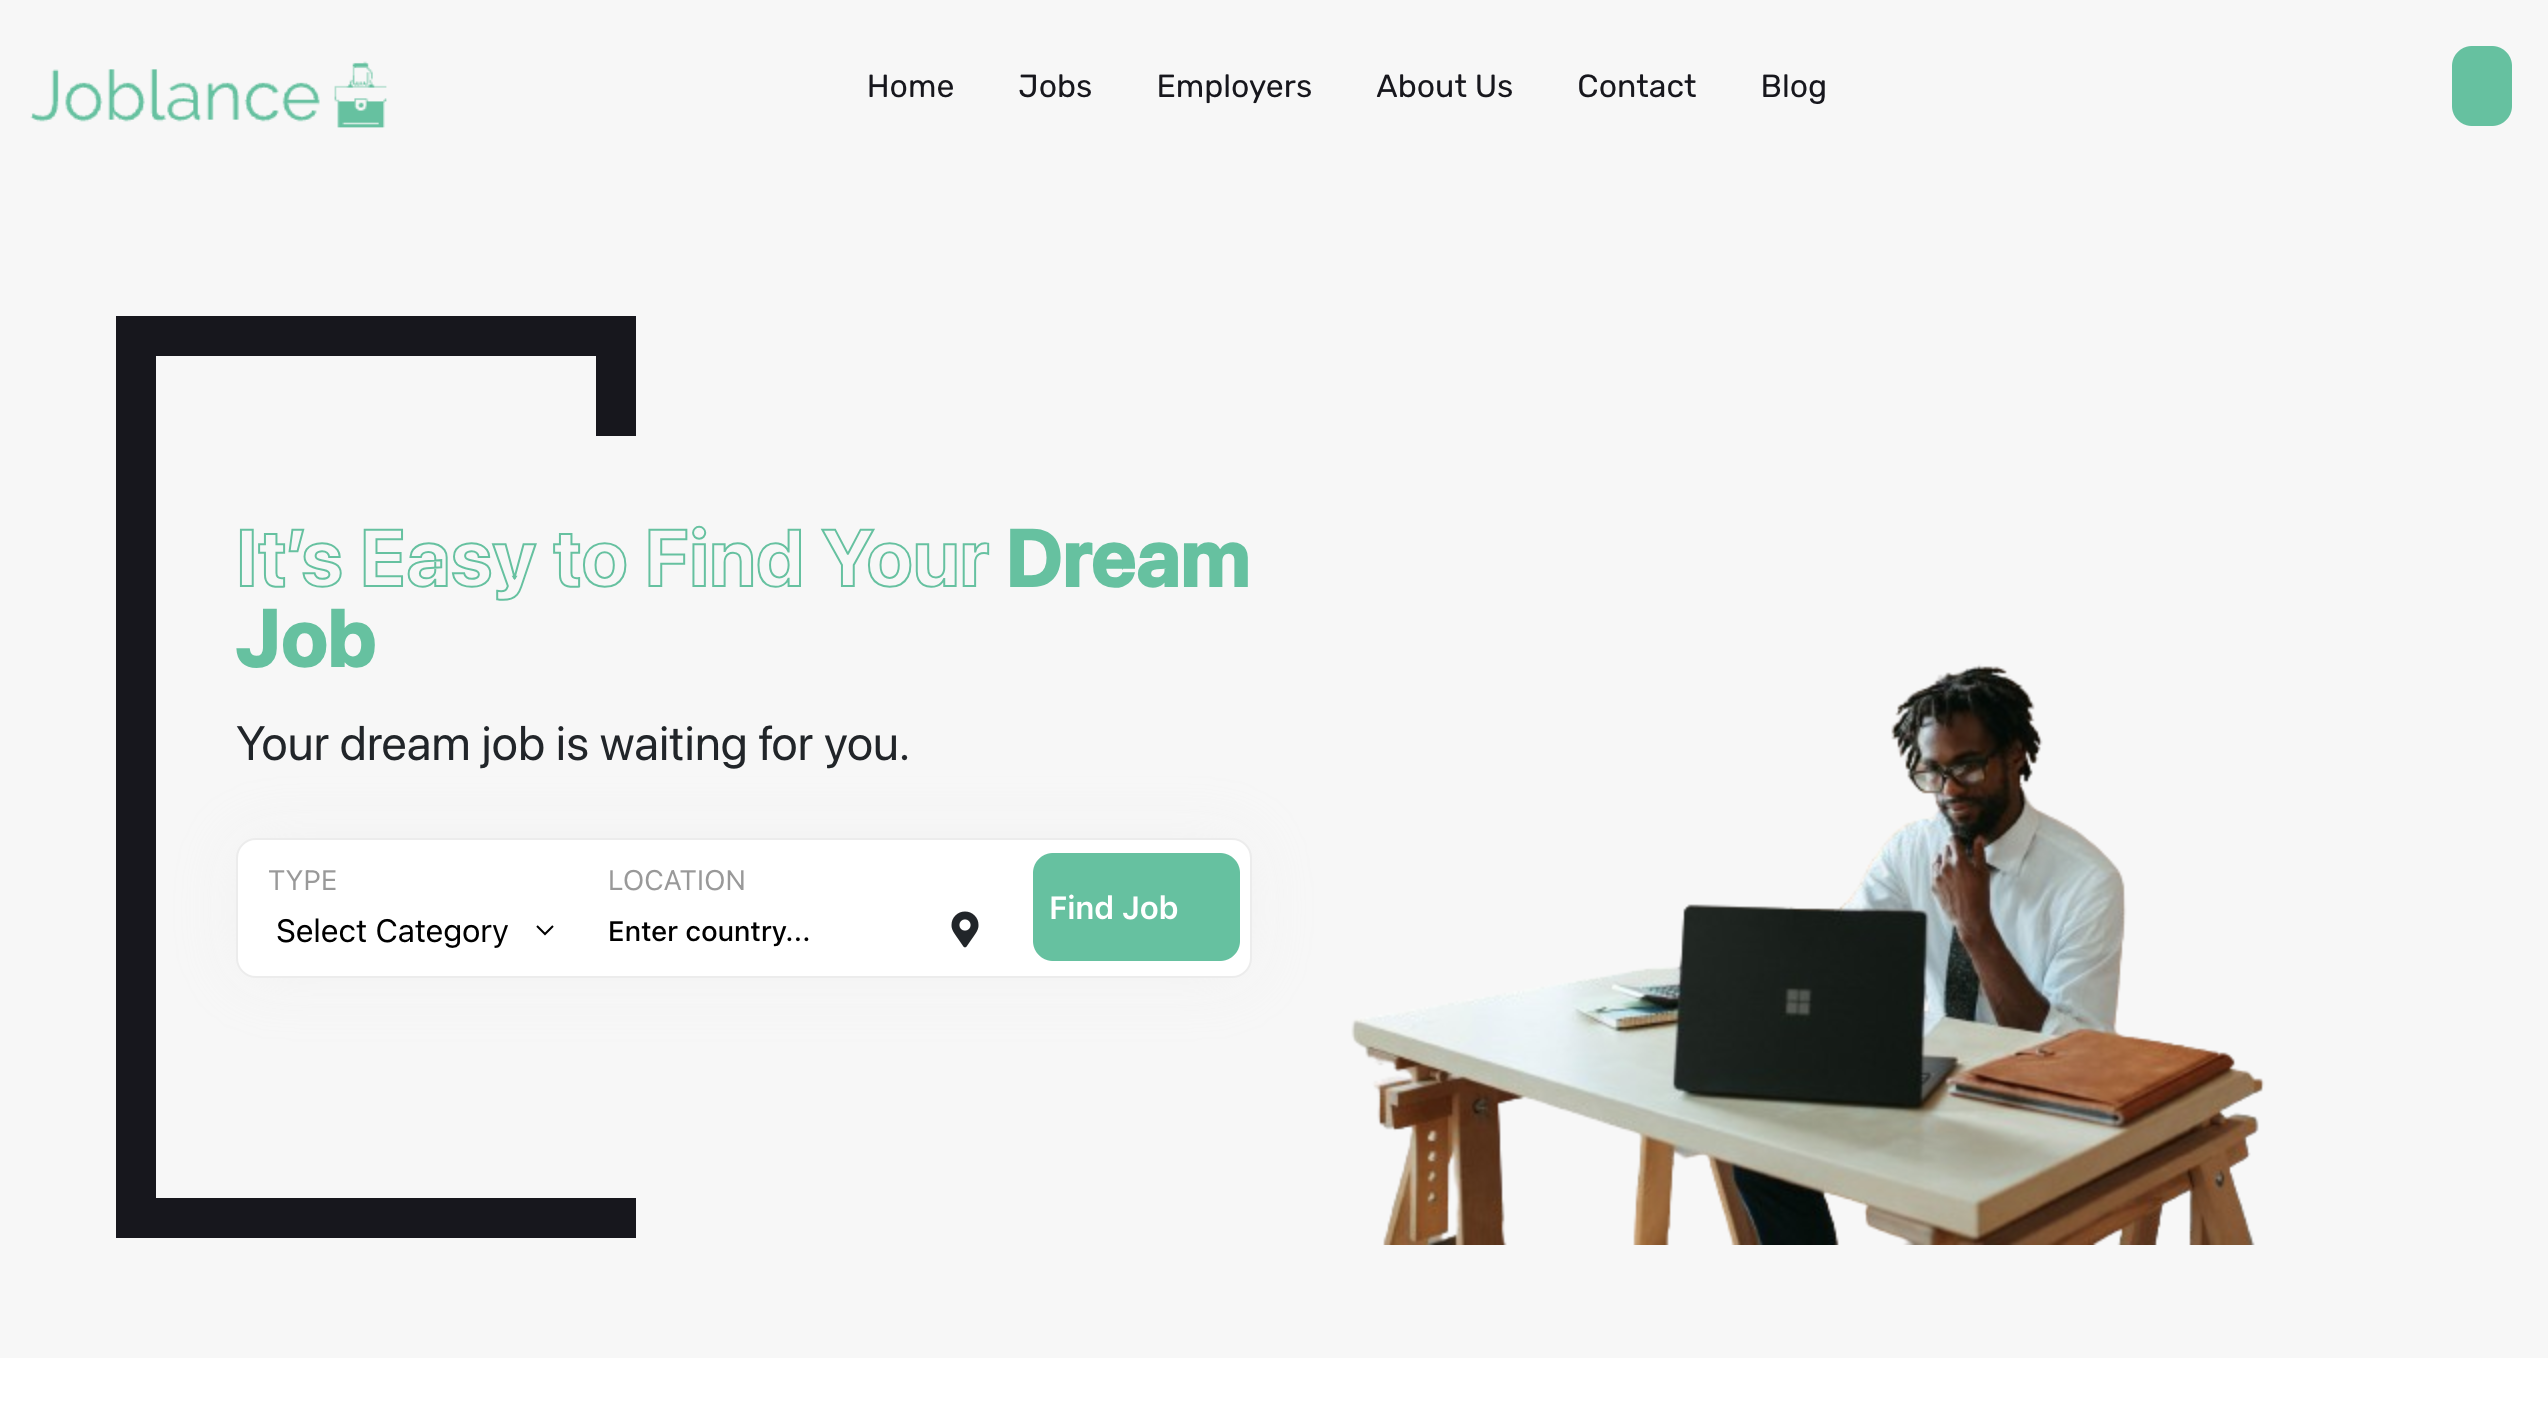 Joblance
Home Jobs Employers About Us Contact Blog
It's Easy to Find Your Dream
Job
Your dream job is waiting for you.
TYPE LOCATION
Select Category Enter country... Find Job